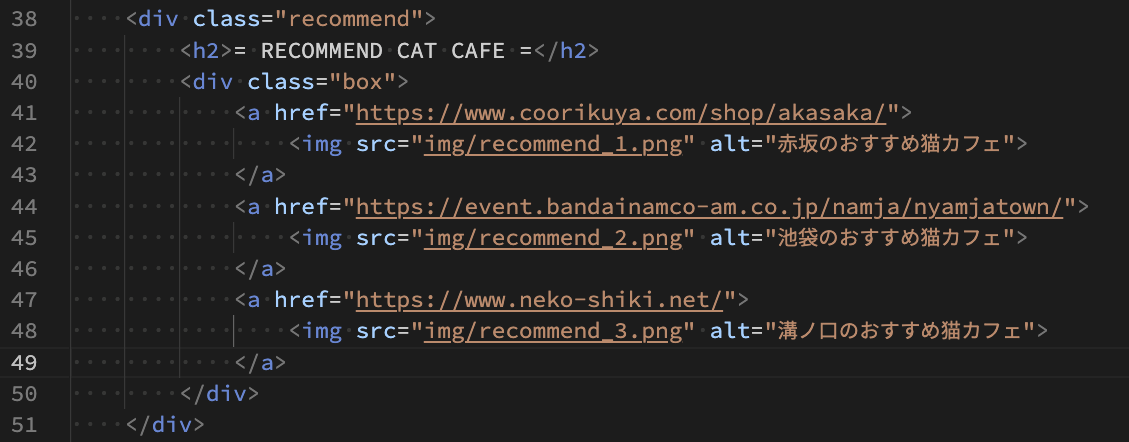 38 <div class="recommend">
39 <h2>= RECOMMEND CAT CAFE =</h2>
40 <div class="box">
41 <a href="https://www.coorikuya.com/shop/akasaka/">
42 <img src="img/recommend_1.png" alt="赤坂のおすすめ猫カフェ">
43 </a>
44 <a href="https://event.bandainamco-am.co.jp/namja/nyamjatown/">
45 <img src="img/recommend_2.png" alt="池袋のおすすめ猫カフェ">
46 </a>
47 <a href="https://www.neko-shiki.net/">
48 <img src="img/recommend_3.png" alt="溝ノ口のおすすめ猫カフェ">
49 </a>
50 </div>
51 </div>